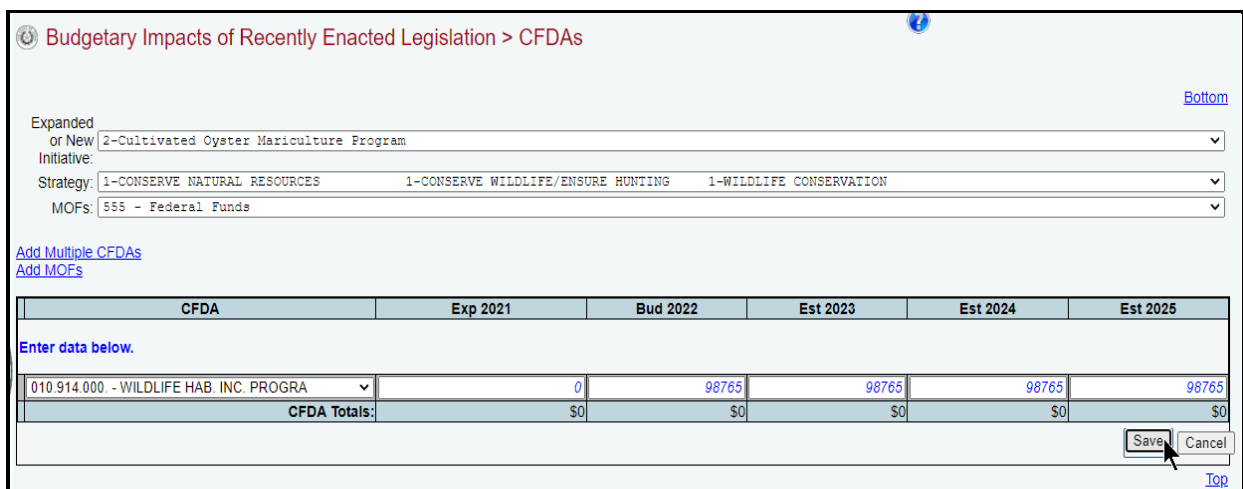 Budgetary Impacts of Recently Enacted Legislation > CFDAs
?
Bottom
Expanded or New Initiative: 2-Cultivated Oyster Mariculture Program
Strategy: 1-CONSERVE NATURAL RESOURCES 1-CONSERVE WILDLIFE/ENSURE HUNTING 1-WILDLIFE CONSERVATION
MOFs: 555 - Federal Funds
Add Multiple CFDAs
Add MOFs
CFDA Exp 2021 Bud 2022 Est 2023 Est 2024 Est 2025
Enter data below.
010.914.000. - WILDLIFE HAB. INC. PROGRA 0 98765 98765 98765 98765
CFDA Totals: $0 $0 $0 $0 $0
Save Cancel
Top